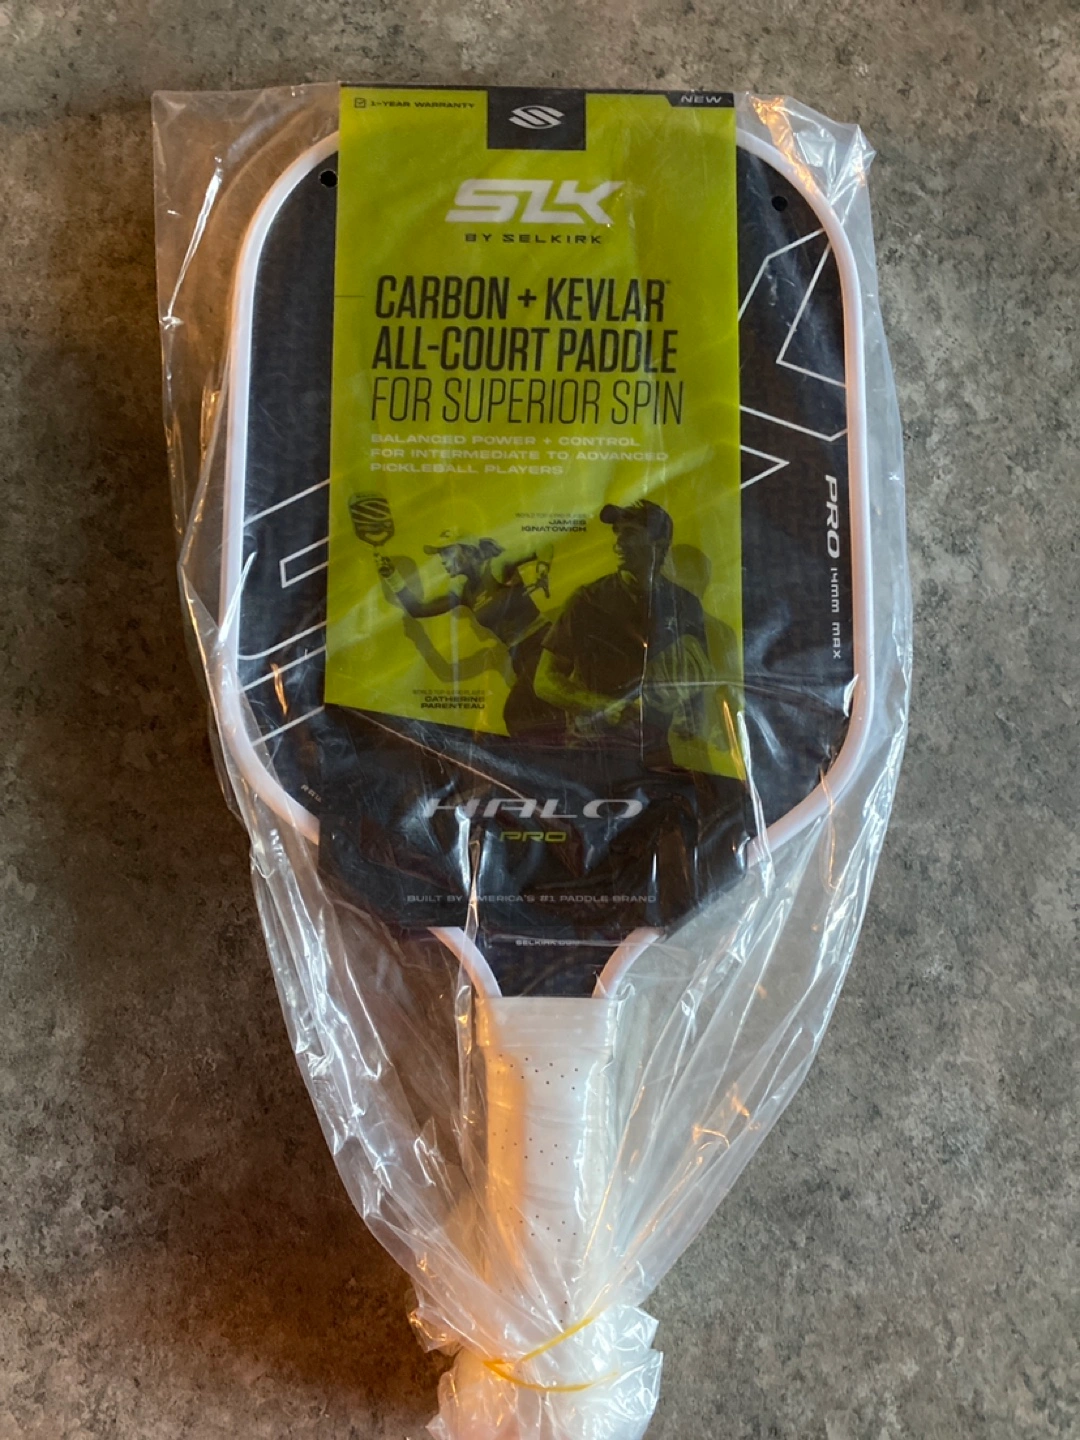 1-YEAR WARRANTY
NEW
SLK
BY SELKIRK
CARBON + KEVLAR
ALL-COURT PADDLE
FOR SUPERIOR SPIN
BALANCED POWER + CONTROL
FOR INTERMEDIATE TO ADVANCED
PICKLEBALL PLAYERS
JAMES
IGNATOWICH
PRO 14mm MAX
CATHERINE
PARENTEAU
HALO
PRO
BUILT BY AMERICA'S #1 PADDLE BRAND
SELKIRK.COM